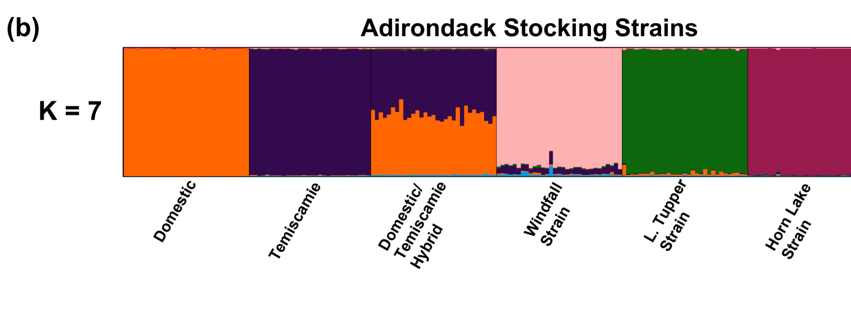 (b)
Adirondack Stocking Strains
K = 7
Domestic
Temiscamie
Domestic/
Temiscamie
Hybrid
Windfall
Strain
L. Tupper
Strain
Horn Lake
Strain